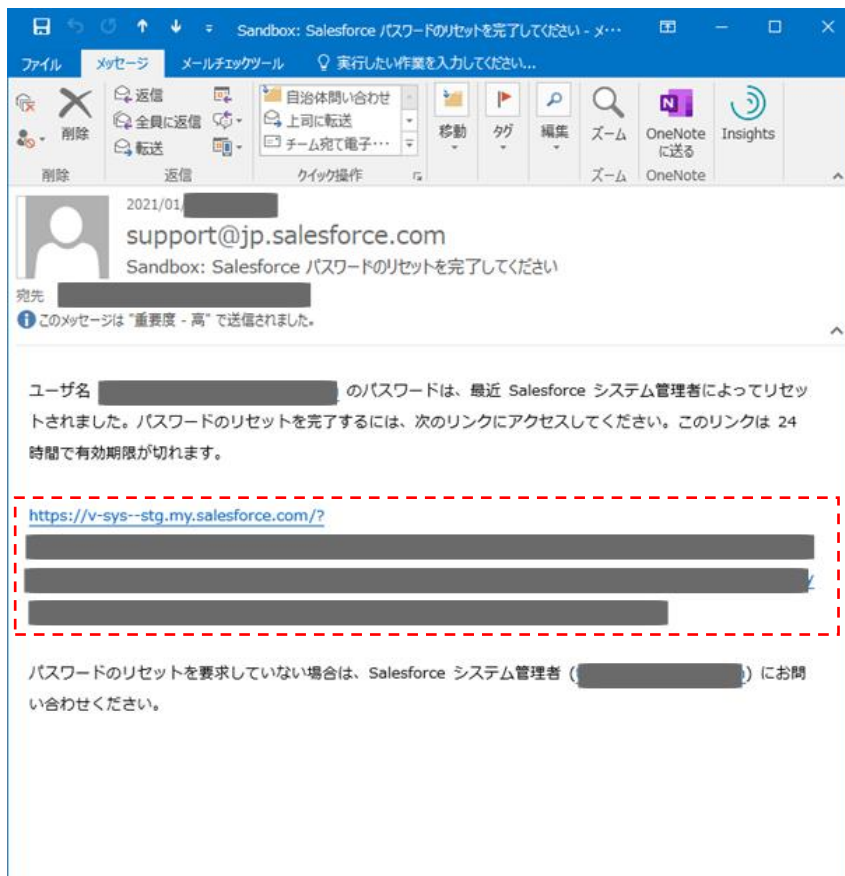 Sandbox: Salesforce パスワードのリセットを完了してください - メ…
ファイル メッセージ メールチェックツール 実行したい作業を入力してください...
削除
返信
全員に返信
転送
自治体問い合わせ
上司に転送
チーム宛て電子…
移動
タグ
編集
ズーム
OneNote
に送る
Insights
削除 返信 クイック操作 ズーム OneNote
2021/01/
support@jp.salesforce.com
Sandbox: Salesforce パスワードのリセットを完了してください
宛先
このメッセージは "重要度 - 高" で送信されました。
ユーザ名 のパスワードは、最近 Salesforce システム管理者によってリセッ
トされました。パスワードのリセットを完了するには、次のリンクにアクセスしてください。このリンクは 24
時間で有効期限が切れます。
https://v-sys--stg.my.salesforce.com/?
パスワードのリセットを要求していない場合は、Salesforce システム管理者 ( ) にお問
い合わせください。